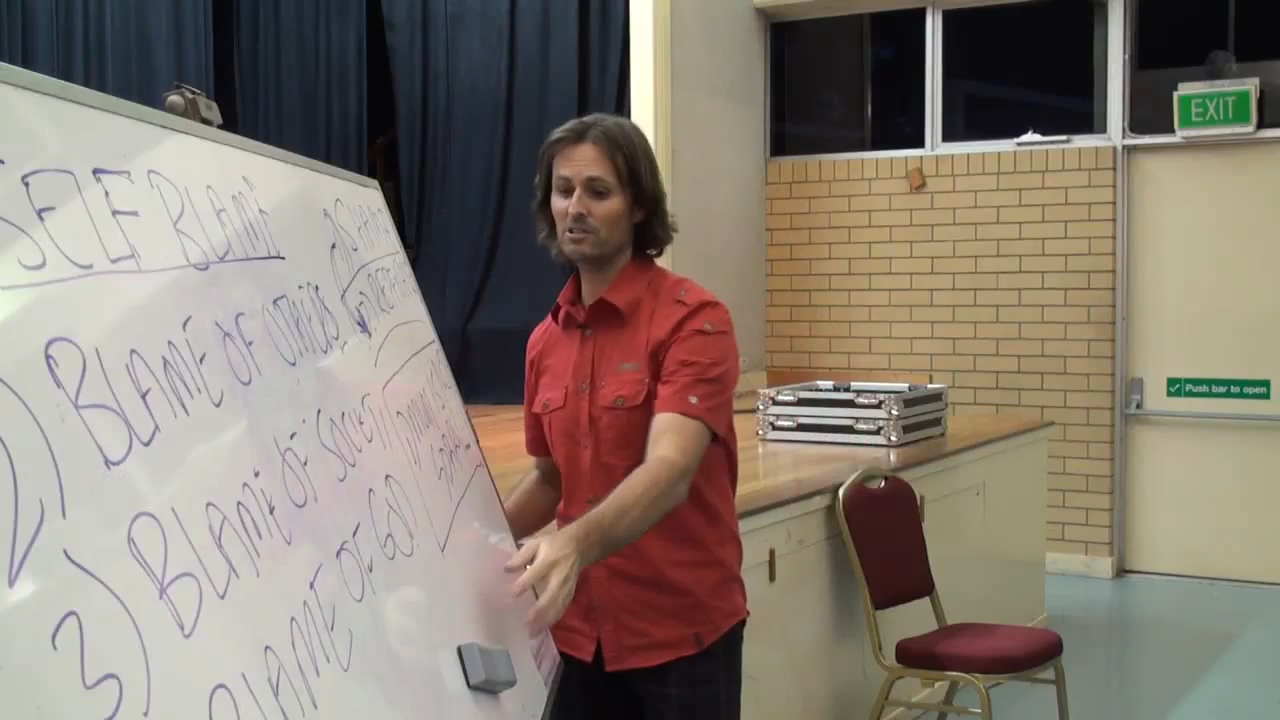 SELF BLAME
BLAME OF OTHERS
2)
BLAME OF SOCIETY
3)
BLAME OF GOD
EXIT
Push bar to open